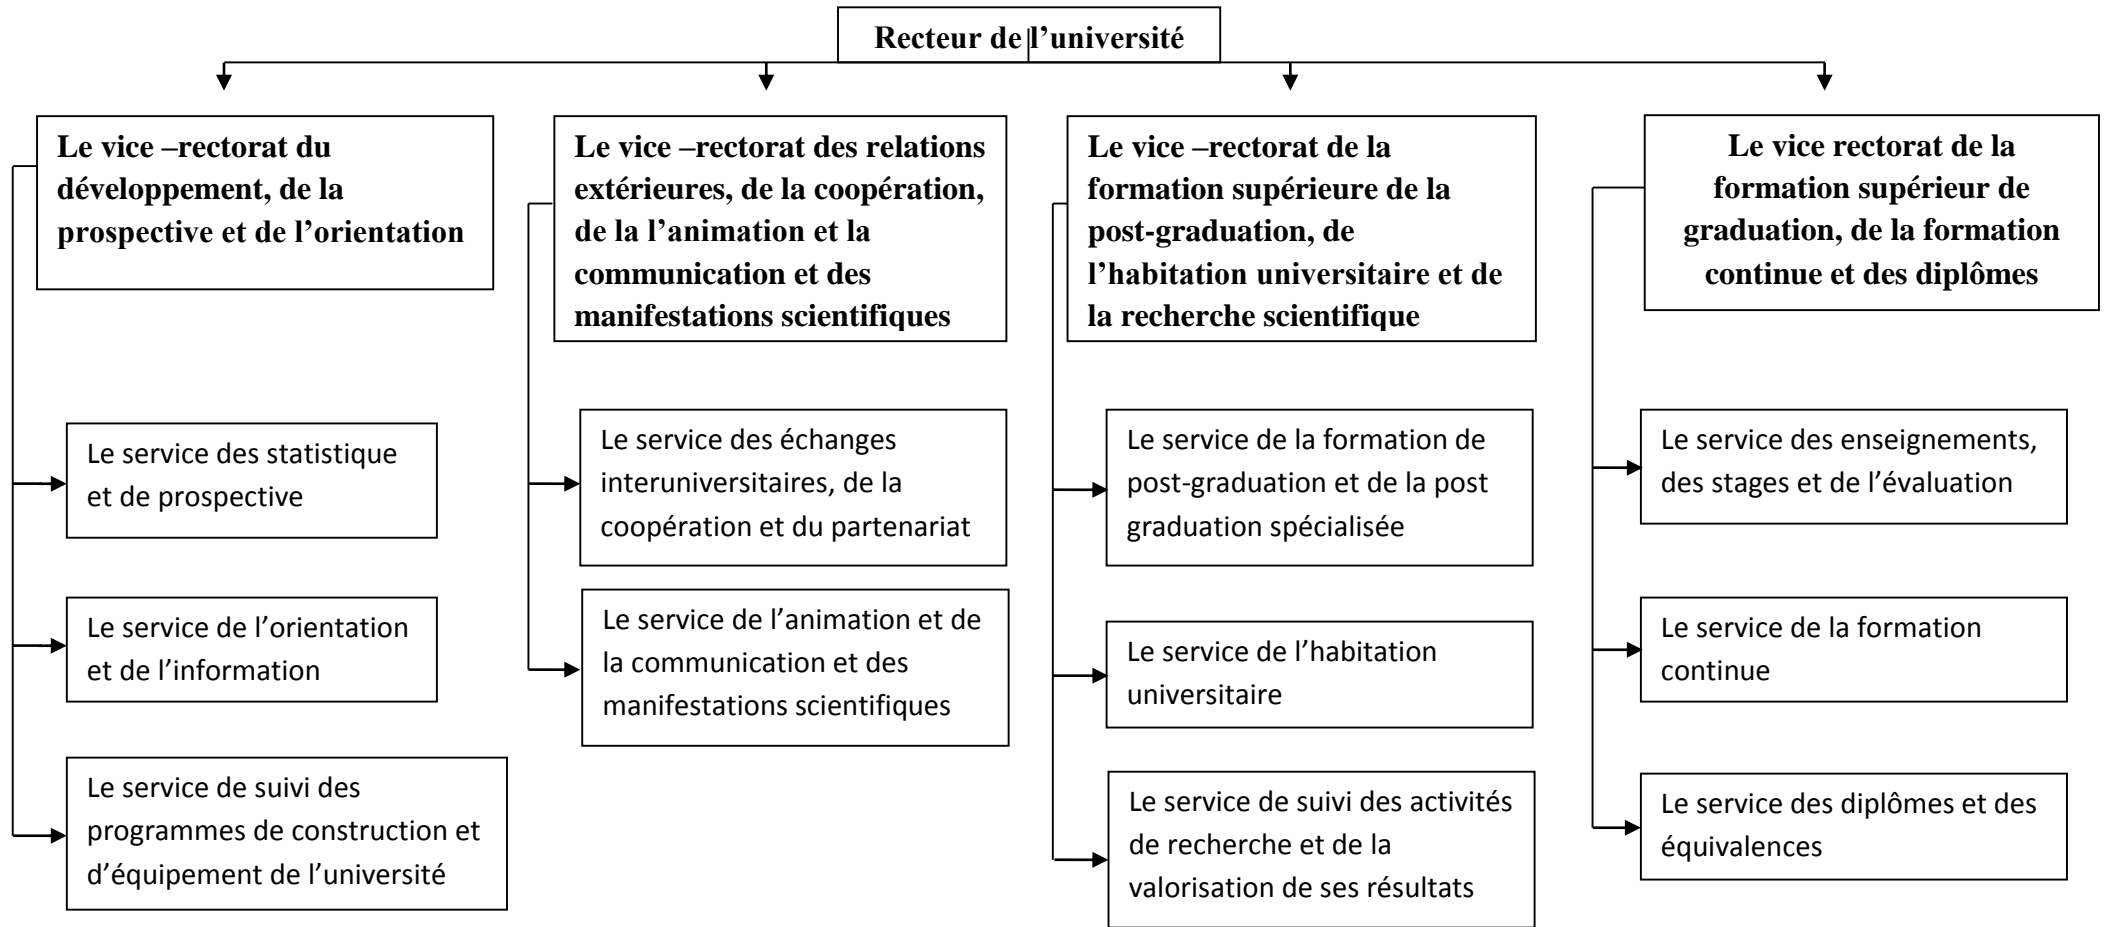 Recteur de l’université
Le vice –rectorat du
développement, de la
prospective et de l’orientation
Le service des statistique
et de prospective
Le service de l’orientation
et de l’information
Le service de suivi des
programmes de construction et
d’équipement de l’université
Le vice –rectorat des relations
extérieures, de la coopération,
de la l’animation et la
communication et des
manifestations scientifiques
Le service des échanges
interuniversitaires, de la
coopération et du partenariat
Le service de l’animation et de
la communication et des
manifestations scientifiques
Le vice –rectorat de la
formation supérieure de la
post-graduation, de
l’habitation universitaire et de
la recherche scientifique
Le service de la formation de
post-graduation et de la post
graduation spécialisée
Le service de l’habitation
universitaire
Le service de suivi des activités
de recherche et de la
valorisation de ses résultats
Le vice rectorat de la
formation supérieur de
graduation, de la formation
continue et des diplômes
Le service des enseignements,
des stages et de l’évaluation
Le service de la formation
continue
Le service des diplômes et des
équivalences